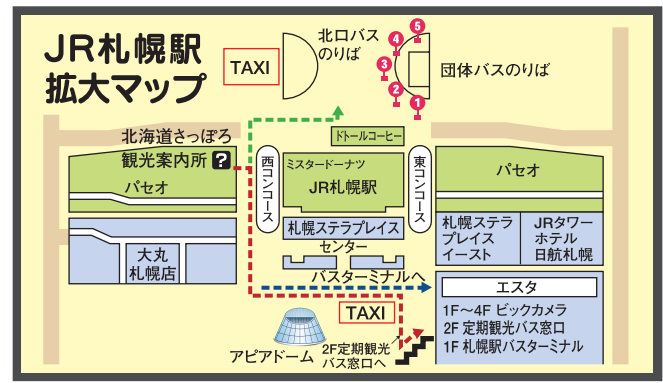 JR札幌駅
拡大マップ
TAXI
北口バス
のりば
5
4
3
2
1
団体バスのりば
ドトールコーヒー
北海道さっぽろ
観光案内所 ?
パセオ
西コンコース
ミスタードーナツ
JR札幌駅
東コンコース
パセオ
札幌ステラプレイス
センター
札幌ステラ
プレイス
イースト
JRタワー
ホテル
日航札幌
大丸
札幌店
バスターミナルへ
エスタ
1F〜4F ビックカメラ
2F 定期観光バス窓口
1F 札幌駅バスターミナル
TAXI
アピアドーム
2F定期観光
バス窓口へ